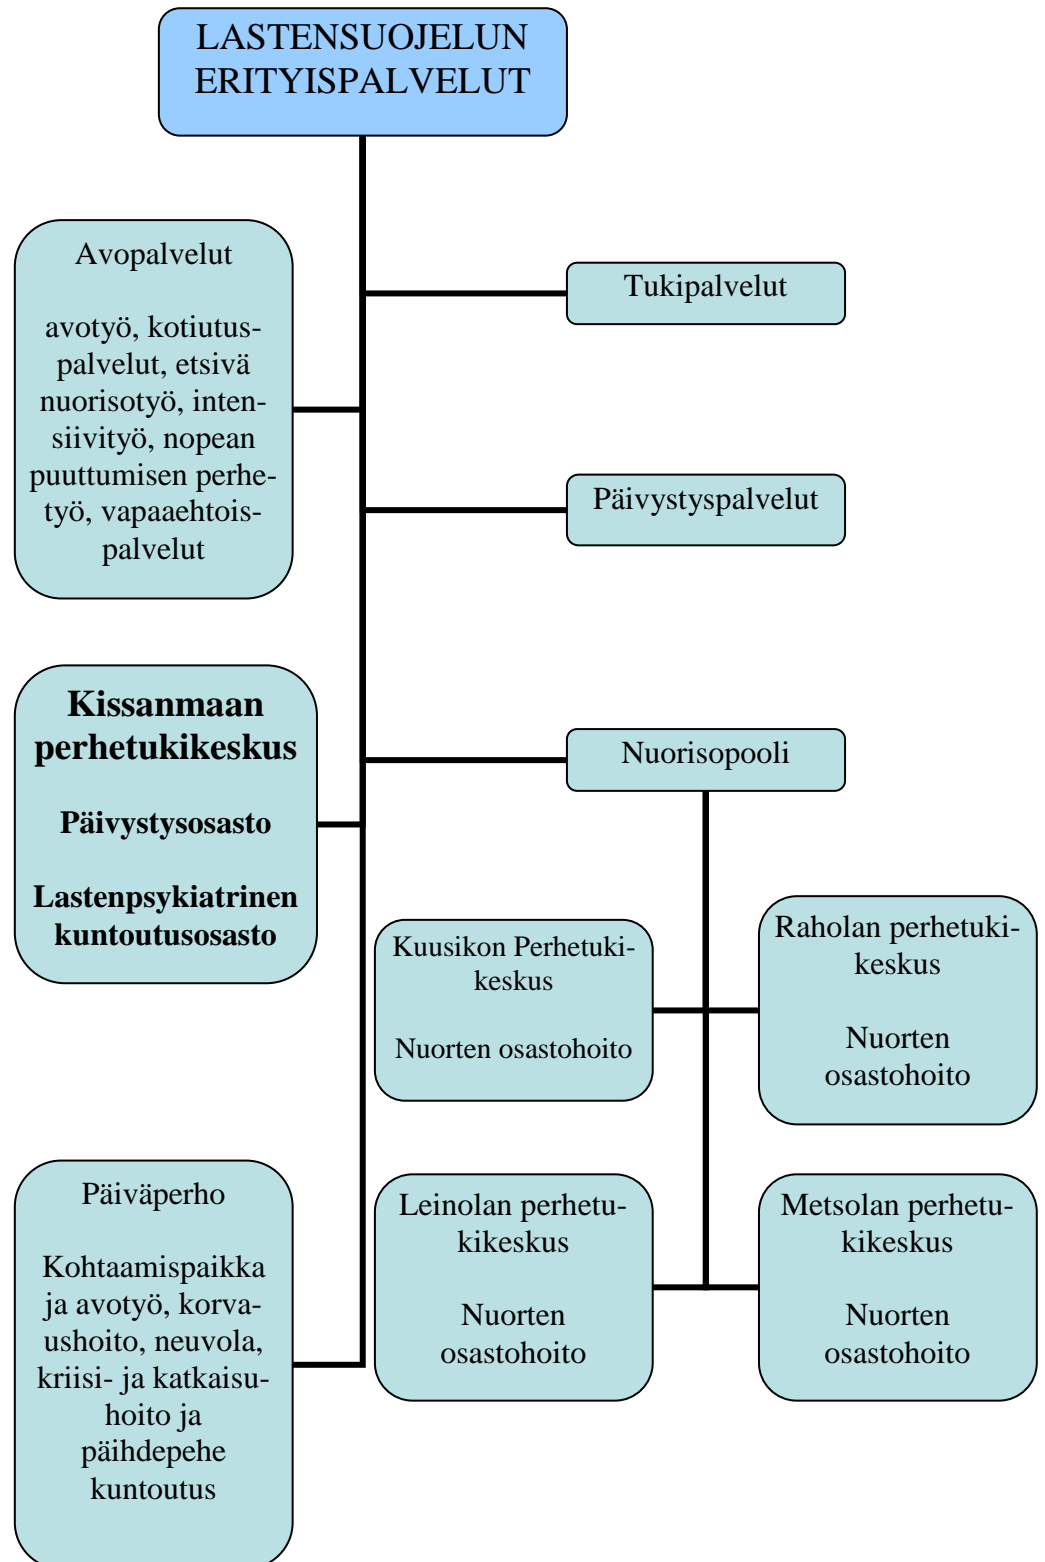 LASTENSUOJELUN
ERITYISPALVELUT
Avopalvelut
avotyö, kotiutus-
palvelut, etsivä
nuorisotyö, inten-
siivityö, nopean
puuttumisen perhe-
työ, vapaaehtois-
palvelut
Tukipalvelut
Päivystyspalvelut
Kissanmaan
perhetukikeskus
Päivystysosasto
Lastenpsykiatrinen
kuntoutusosasto
Nuorisopooli
Kuusikon Perhetuki-
keskus
Nuorten osastohoito
Raholan perhetuki-
keskus
Nuorten
osastohoito
Päiväperho
Kohtaamispaikka
ja avotyö, korva-
ushoito, neuvola,
kriisi- ja katkaisu-
hoito ja
päihdepehe
kuntoutus
Leinolan perhetu-
kikeskus
Nuorten
osastohoito
Metsolan perhetu-
kikeskus
Nuorten
osastohoito